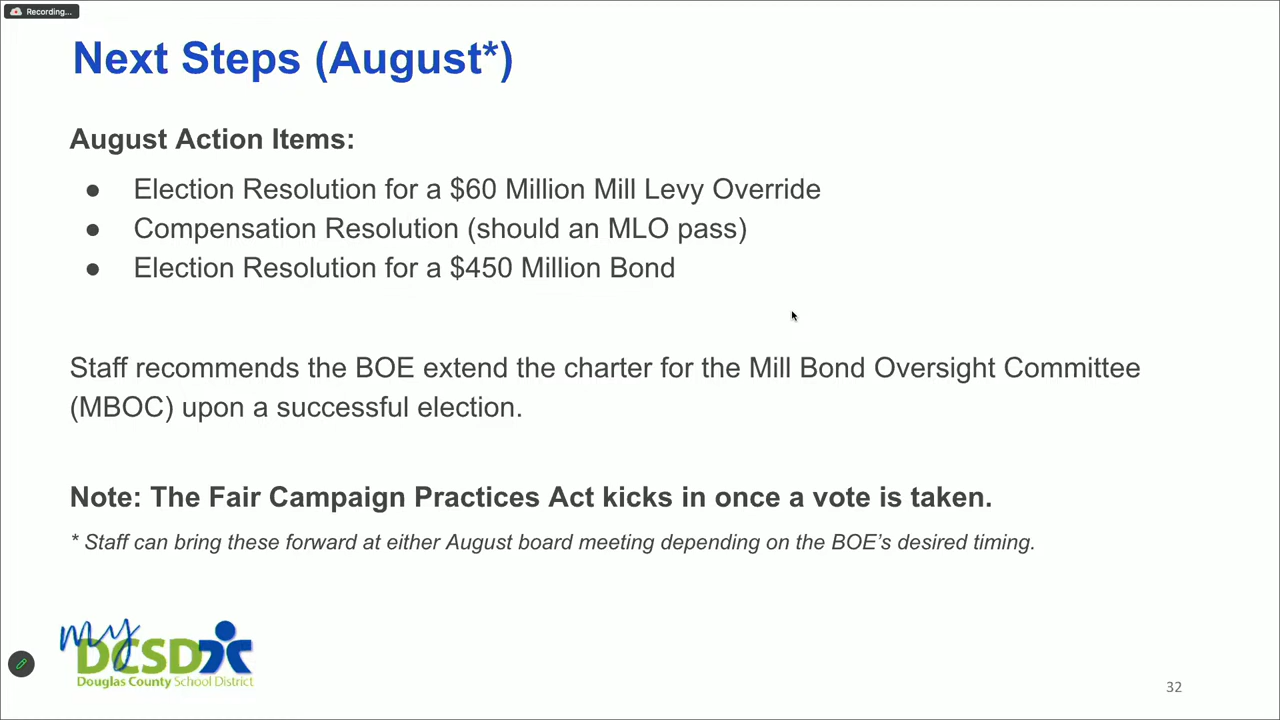 Recording...
Next Steps (August*)
August Action Items:
● Election Resolution for a $60 Million Mill Levy Override
● Compensation Resolution (should an MLO pass)
● Election Resolution for a $450 Million Bond
Staff recommends the BOE extend the charter for the Mill Bond Oversight Committee
(MBOC) upon a successful election.
Note: The Fair Campaign Practices Act kicks in once a vote is taken.
* Staff can bring these forward at either August board meeting depending on the BOE's desired timing.
my
DCSD
Douglas County School District
32